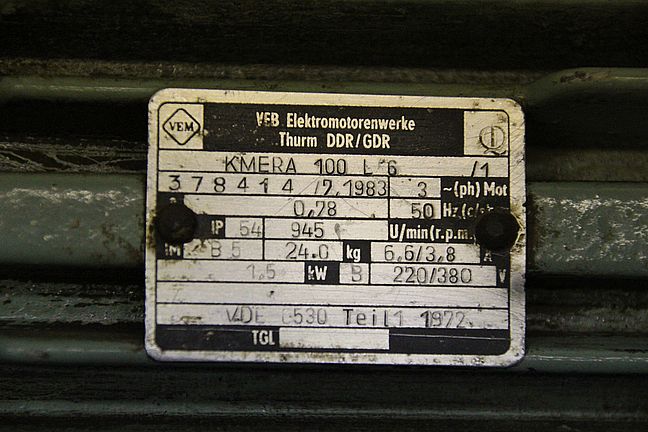 VEM VEB Elektromotorenwerke
Thurm DDR/GDR
KMERA 100 L 6 /1
378414 /7.1983 3 ~(ph) Mot
0,78 50 Hz(c/s)
IP 54 945 U/min(r.p.m.)
IM B 5 24.0 kg 6,6/3,8 A
1,5 kW B 220/380 V
VDE 0530 Teil1 1972
TGL